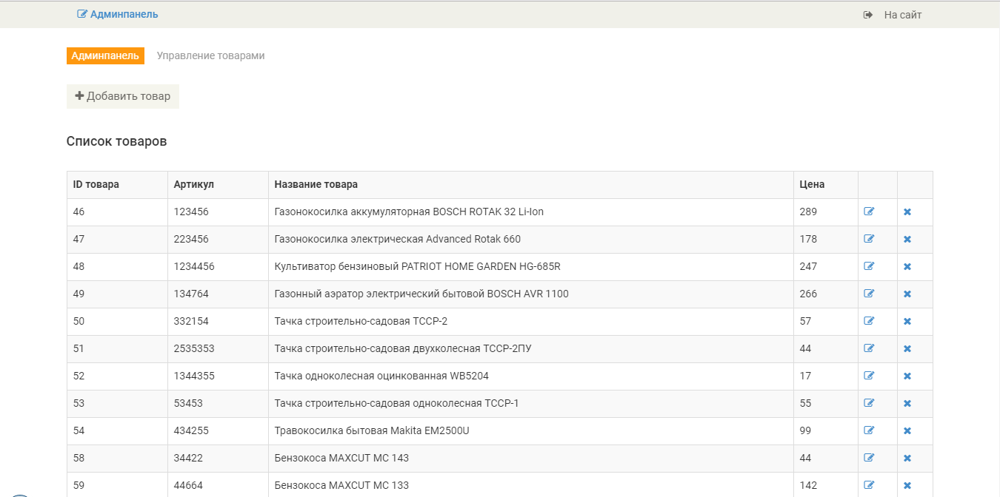 Админпанель На сайт
Админпанель Управление товарами
Добавить товар
Список товаров
ID товара Артикул Название товара Цена
46 123456 Газонокосилка аккумуляторная BOSCH ROTAK 32 Li-Ion 289
47 223456 Газонокосилка электрическая Advanced Rotak 660 178
48 1234456 Культиватор бензиновый PATRIOT HOME GARDEN HG-685R 247
49 134764 Газонный аэратор электрический бытовой BOSCH AVR 1100 266
50 332154 Тачка строительно-садовая ТССР-2 57
51 2535353 Тачка строительно-садовая двухколесная ТССР-2ПУ 44
52 1344355 Тачка одноколесная оцинкованная WB5204 17
53 53453 Тачка строительно-садовая одноколесная ТССР-1 55
54 434255 Травокосилка бытовая Makita EM2500U 99
58 34422 Бензокоса MAXCUT MC 143 44
59 44664 Бензокоса MAXCUT MC 133 142